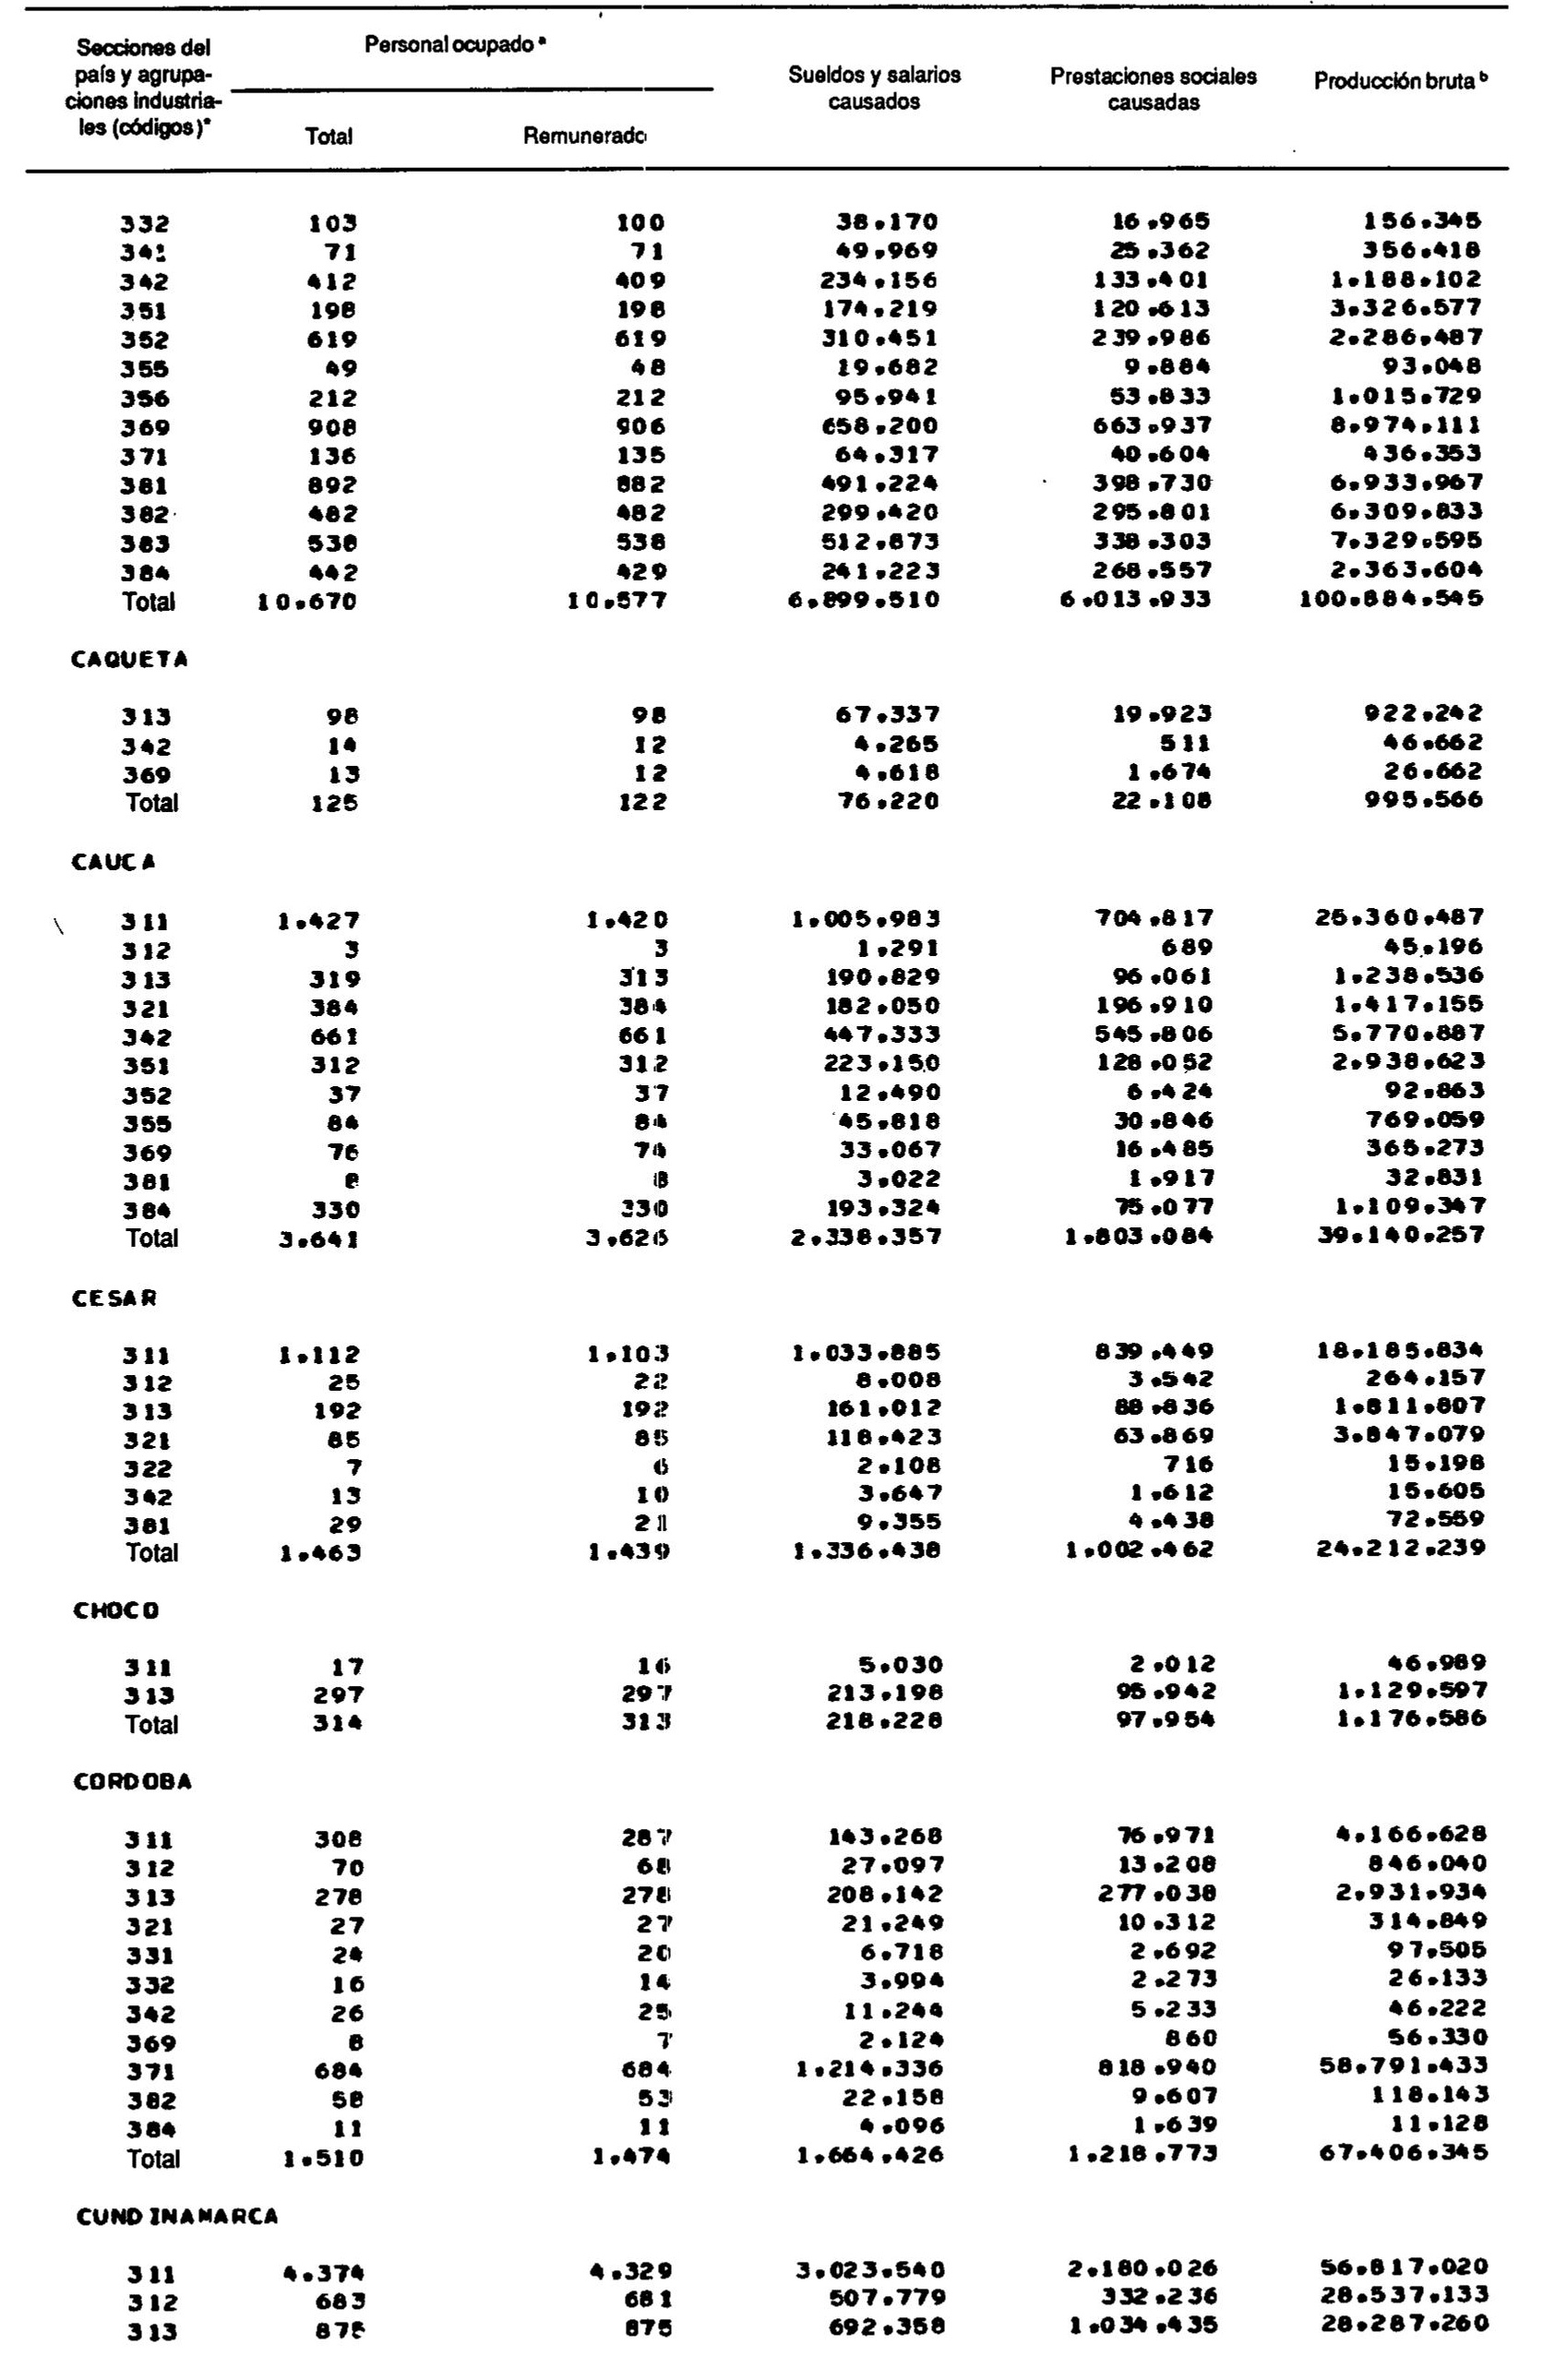 Secciones del país y agrupaciones industriales (códigos)* Personal ocupado ª Total Remunerado Sueldos y salarios causados Prestaciones sociales causadas Producción bruta ᵇ
332 103 100 38.170 16.965 156.345
341 71 71 49.969 25.362 356.418
342 412 409 234.156 133.401 1.188.102
351 198 198 174.219 120.613 3.326.577
352 619 619 310.451 239.986 2.286.487
355 49 48 19.682 9.884 93.048
356 212 212 95.941 53.833 1.015.729
369 908 906 658.200 663.937 8.974.111
371 136 135 64.317 40.604 436.353
381 892 882 491.224 398.730 6.933.967
382 482 482 299.420 295.801 6.309.833
383 538 538 512.873 338.303 7.329.595
384 442 429 241.223 268.557 2.363.604
Total 10.670 10.577 6.899.510 6.013.933 100.884.545
CAQUETA
313 98 98 67.337 19.923 922.242
342 14 12 4.265 511 46.662
369 13 12 4.618 1.674 26.662
Total 125 122 76.220 22.108 995.566
CAUCA
311 1.427 1.420 1.005.983 704.817 25.360.487
312 3 3 1.291 689 45.196
313 319 313 190.829 96.061 1.238.536
321 384 384 182.050 196.910 1.417.155
342 661 661 447.333 545.806 5.770.887
351 312 312 223.150 128.052 2.938.623
352 37 37 12.490 6.424 92.863
355 84 84 45.818 30.846 769.059
369 76 74 33.067 16.485 365.273
381 8 8 3.022 1.917 32.831
384 330 330 193.324 75.077 1.109.347
Total 3.641 3.626 2.338.357 1.803.084 39.140.257
CESAR
311 1.112 1.103 1.033.885 839.449 18.185.834
312 25 22 8.008 3.542 264.157
313 192 192 161.012 88.836 1.811.807
321 85 85 118.423 63.869 3.847.079
322 7 6 2.108 716 15.198
342 13 10 3.647 1.612 15.605
381 29 21 9.355 4.438 72.559
Total 1.463 1.439 1.336.438 1.002.462 24.212.239
CHOCO
311 17 16 5.030 2.012 46.989
313 297 297 213.198 95.942 1.129.597
Total 314 313 218.228 97.954 1.176.586
CORDOBA
311 308 287 143.268 76.971 4.166.628
312 70 68 27.097 13.208 846.040
313 278 278 208.142 277.038 2.931.934
321 27 27 21.249 10.312 314.849
331 24 20 6.718 2.692 97.505
332 16 14 3.994 2.273 26.133
342 26 25 11.244 5.233 46.222
369 8 7 2.124 860 56.330
371 684 684 1.214.336 818.940 58.791.433
382 58 53 22.158 9.607 118.143
384 11 11 4.096 1.639 11.128
Total 1.510 1.474 1.664.426 1.218.773 67.406.345
CUNDINAMARCA
311 4.374 4.329 3.023.540 2.180.026 56.817.020
312 683 681 507.779 332.236 28.537.133
313 875 875 692.358 1.034.435 28.287.260